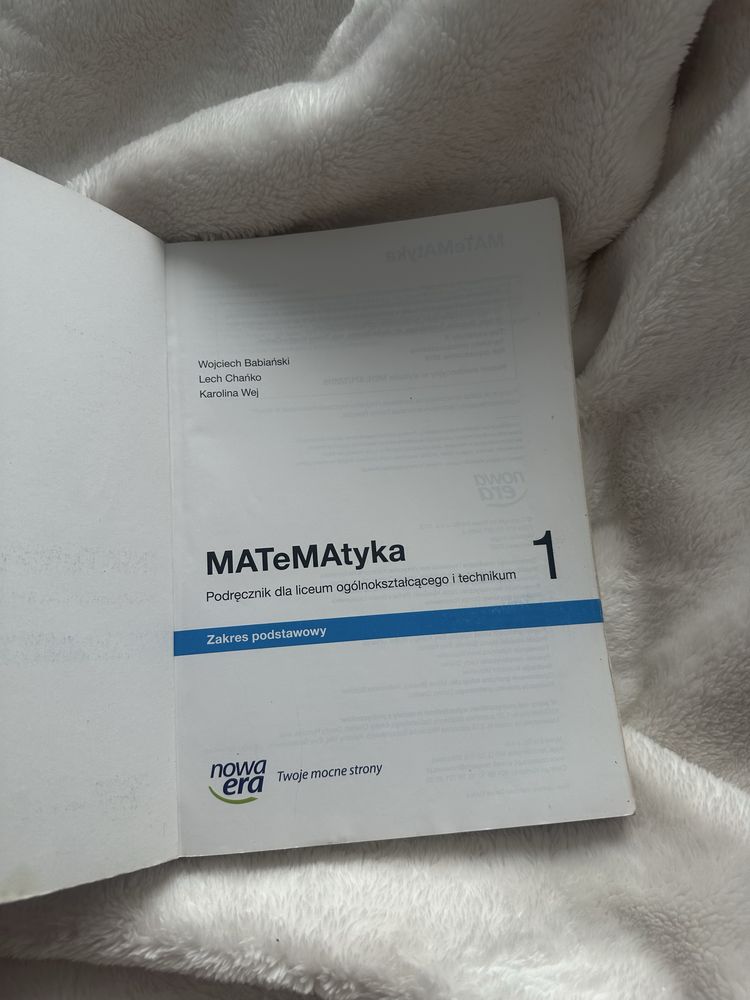 Wojciech Babiański
Lech Chańko
Karolina Wej
MATeMAtyka 1
Podręcznik dla liceum ogólnokształcącego i technikum
Zakres podstawowy
nowa
era
Twoje mocne strony